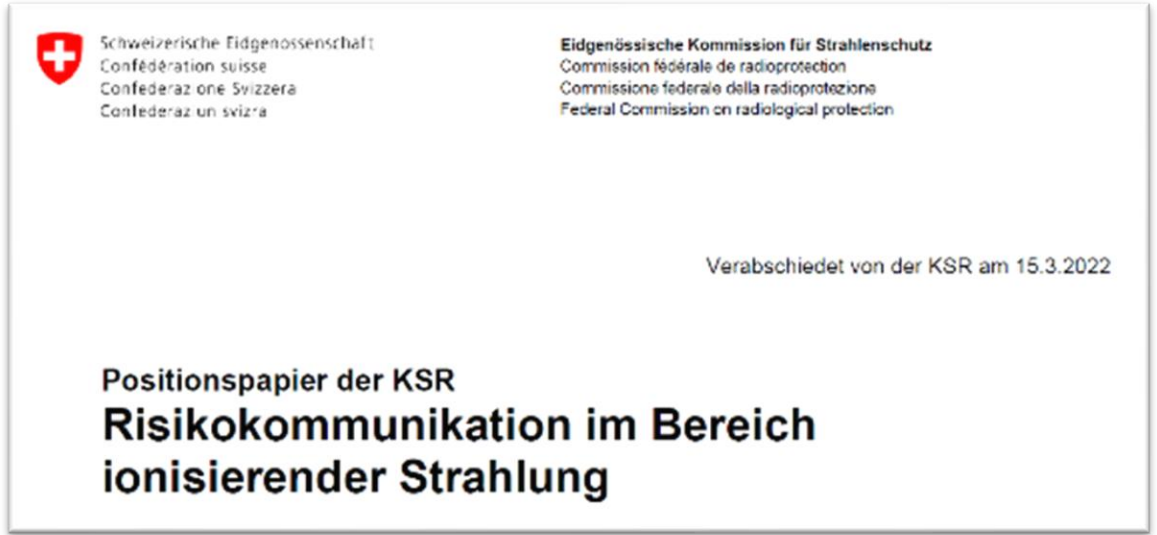 Schweizerische Eidgenossenschaft
Confédération suisse
Confederazione Svizzera
Confederaziun svizra
Eidgenössische Kommission für Strahlenschutz
Commission fédérale de radioprotection
Commissione federale della radioprotezione
Federal Commission on radiological protection
Verabschiedet von der KSR am 15.3.2022
Positionspapier der KSR
Risikokommunikation im Bereich
ionisierender Strahlung